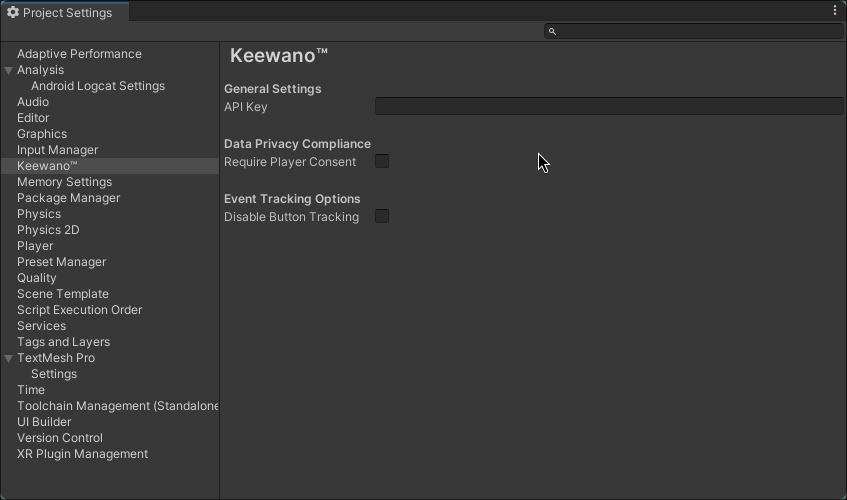 Project Settings
Adaptive Performance
Analysis
Android Logcat Settings
Audio
Editor
Graphics
Input Manager
Keewano™
Memory Settings
Package Manager
Physics
Physics 2D
Player
Preset Manager
Quality
Scene Template
Script Execution Order
Services
Tags and Layers
TextMesh Pro
Settings
Time
Toolchain Management (Standalone
UI Builder
Version Control
XR Plugin Management
Keewano™
General Settings
API Key
Data Privacy Compliance
Require Player Consent
Event Tracking Options
Disable Button Tracking